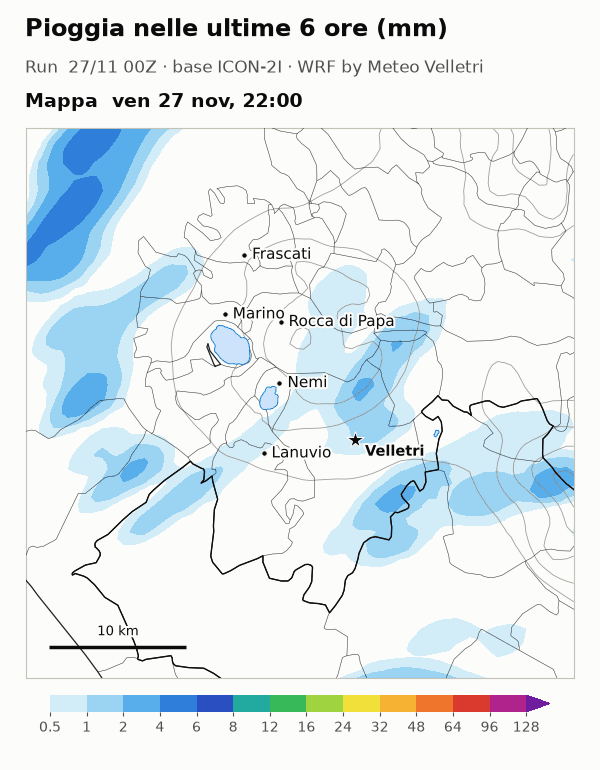 Pioggia nelle ultime 6 ore (mm)
Run  27/11 00Z · base ICON-2I · WRF by Meteo Velletri
Mappa  ven 27 nov, 22:00
Frascati
Marino
Rocca di Papa
Nemi
Velletri
Lanuvio
10 km
0.5 1 2 4 6 8 12 16 24 32 48 64 96 128